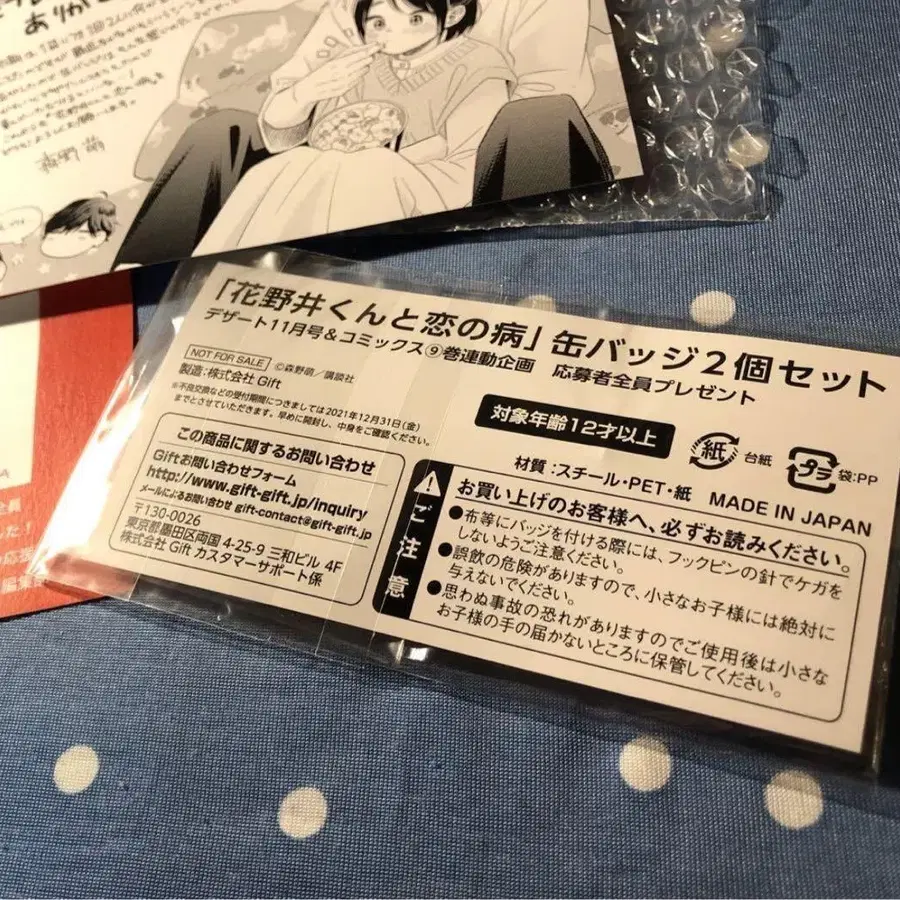 ありが
「花野井くんと恋の病」缶バッジ2個セット
デザート11月号&コミックス⑨巻連動企画 応募者全員プレゼント
NOT FOR SALE ©森野萌/講談社
製造:株式会社 Gift
※不良交換などの受付期間につきましては2021年12月31日(金)
までとさせていただきます。早めに開封し、中身をご確認ください。
対象年齢12才以上
紙 台紙
プラ 袋:PP
材質:スチール・PET・紙 MADE IN JAPAN
この商品に関するお問い合わせ
Giftお問い合わせフォーム
http://www.gift-gift.jp/inquiry
メールによるお問い合わせ gift-contact@gift-gift.jp
〒130-0026
東京都墨田区両国 4-25-9 三和ビル 4F
株式会社 Gift カスタマーサポート係
ご注意
お買い上げのお客様へ、必ずお読みください。
●布等にバッジを付ける際には、フックピンの針でケガを
しないようご注意ください。
●誤飲の危険がありますので、小さなお子様には絶対に
与えないでください。
●思わぬ事故の恐れがありますのでご使用後は小さな
お子様の手の届かないところに保管してください。
A
全員
した!
応援
編集部